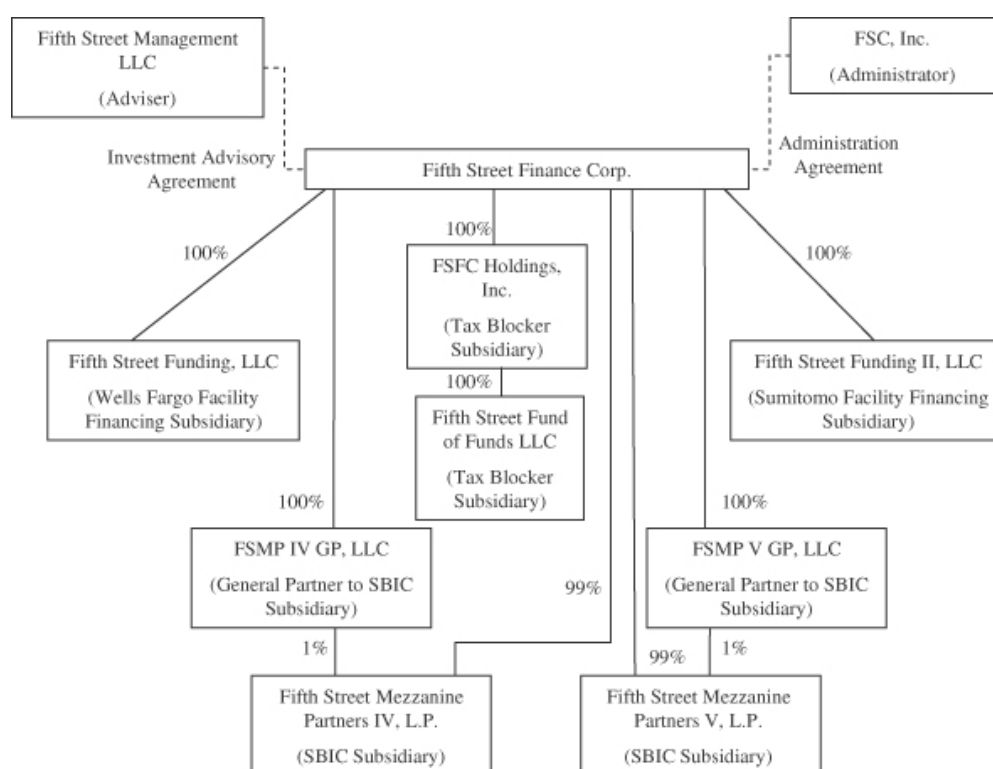 Fifth Street Management
LLC
(Adviser)
FSC, Inc.
(Administrator)
Investment Advisory
Agreement
Administration
Agreement
Fifth Street Finance Corp.
100%
100%
100%
FSFC Holdings,
Inc.
(Tax Blocker
Subsidiary)
Fifth Street Funding, LLC
(Wells Fargo Facility
Financing Subsidiary)
Fifth Street Funding II, LLC
(Sumitomo Facility Financing
Subsidiary)
100%
Fifth Street Fund
of Funds LLC
(Tax Blocker
Subsidiary)
100%
100%
FSMP IV GP, LLC
(General Partner to SBIC
Subsidiary)
99%
FSMP V GP, LLC
(General Partner to SBIC
Subsidiary)
1%
99%
1%
Fifth Street Mezzanine
Partners IV, L.P.
(SBIC Subsidiary)
Fifth Street Mezzanine
Partners V, L.P.
(SBIC Subsidiary)